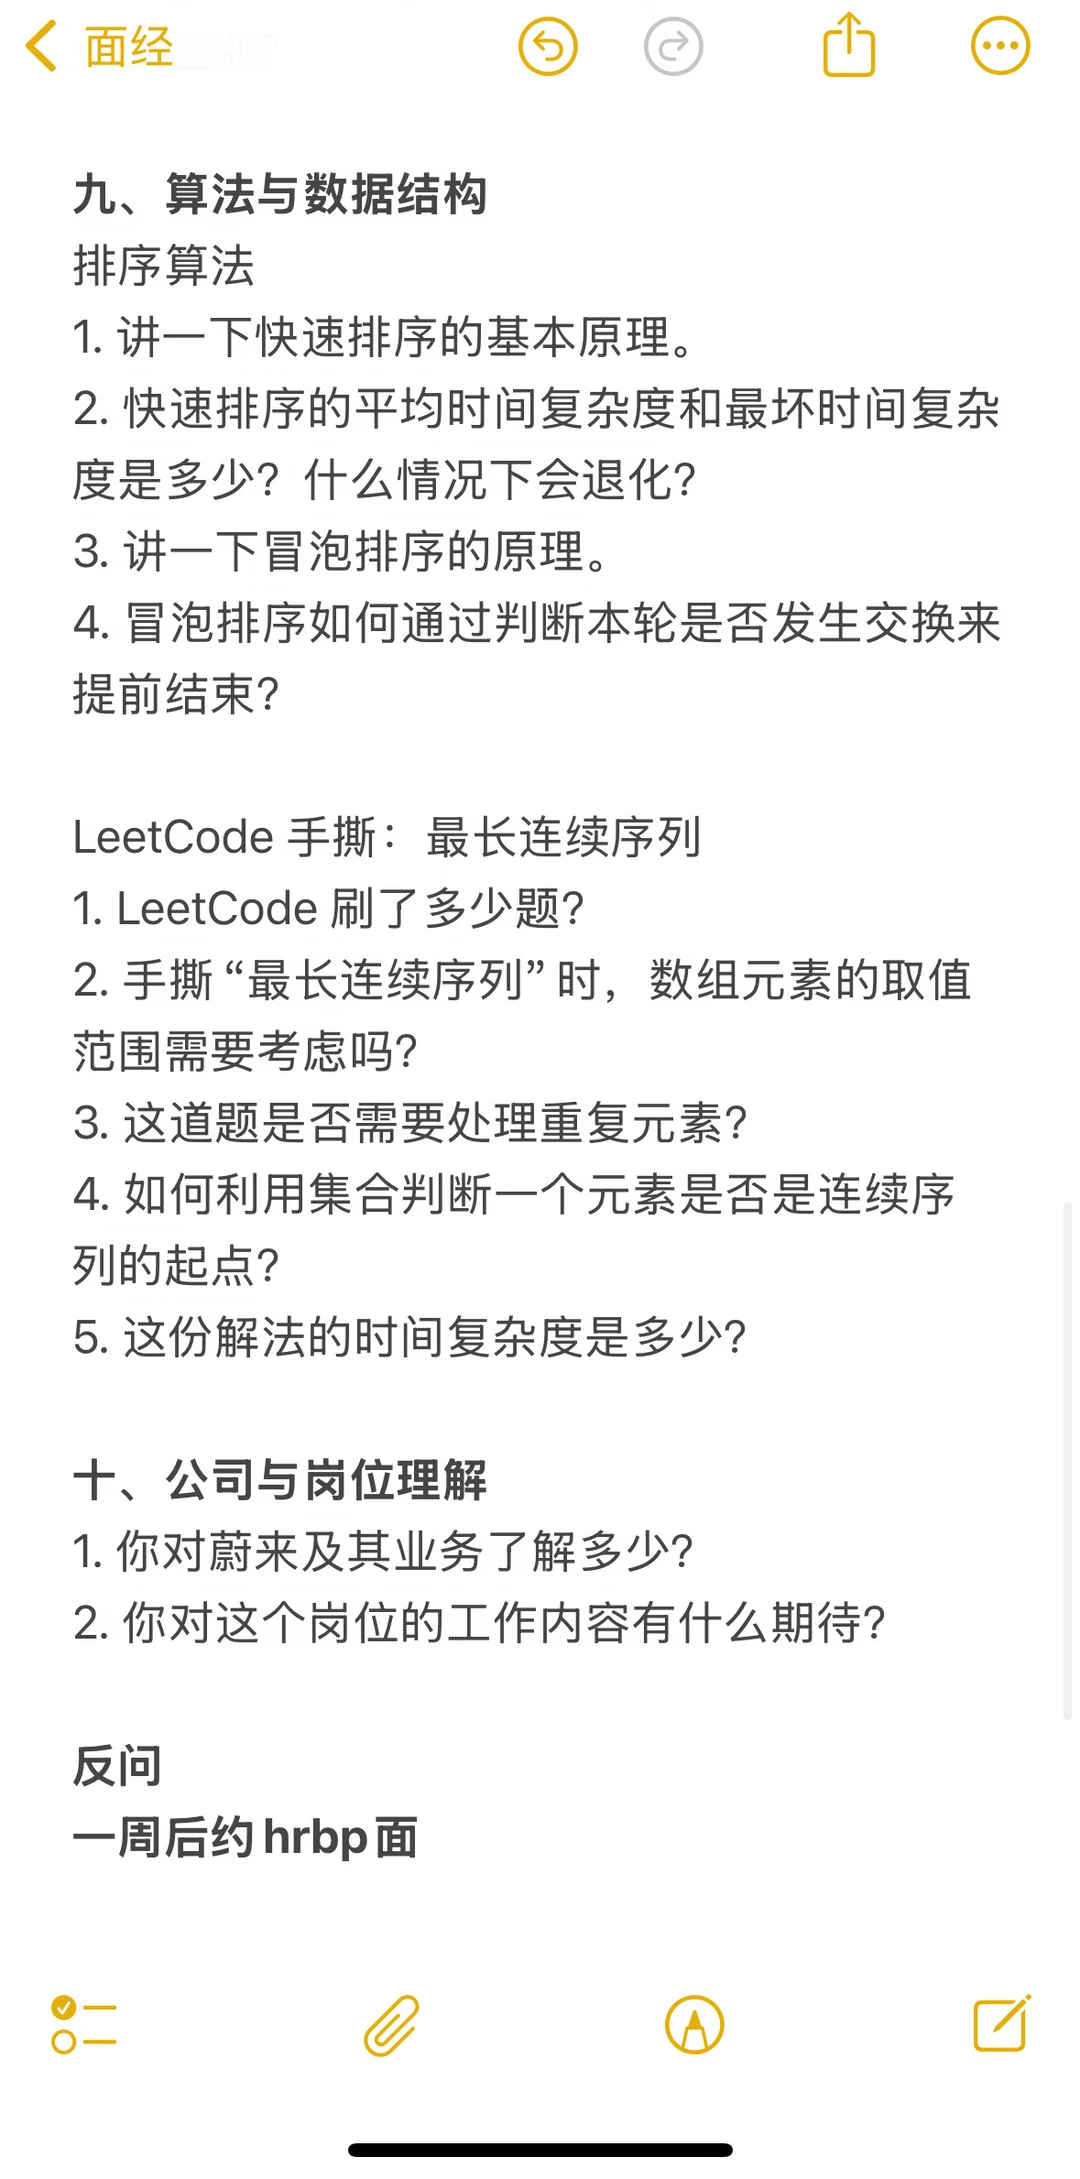 面经
九、算法与数据结构
排序算法
1. 讲一下快速排序的基本原理。
2. 快速排序的平均时间复杂度和最坏时间复杂
度是多少？什么情况下会退化？
3. 讲一下冒泡排序的原理。
4. 冒泡排序如何通过判断本轮是否发生交换来
提前结束？
LeetCode 手撕：最长连续序列
1. LeetCode 刷了多少题？
2. 手撕 “最长连续序列” 时，数组元素的取值
范围需要考虑吗？
3. 这道题是否需要处理重复元素？
4. 如何利用集合判断一个元素是否是连续序
列的起点？
5. 这份解法的时间复杂度是多少？
十、公司与岗位理解
1. 你对蔚来及其业务了解多少？
2. 你对这个岗位的工作内容有什么期待？
反问
一周后约hrbp面